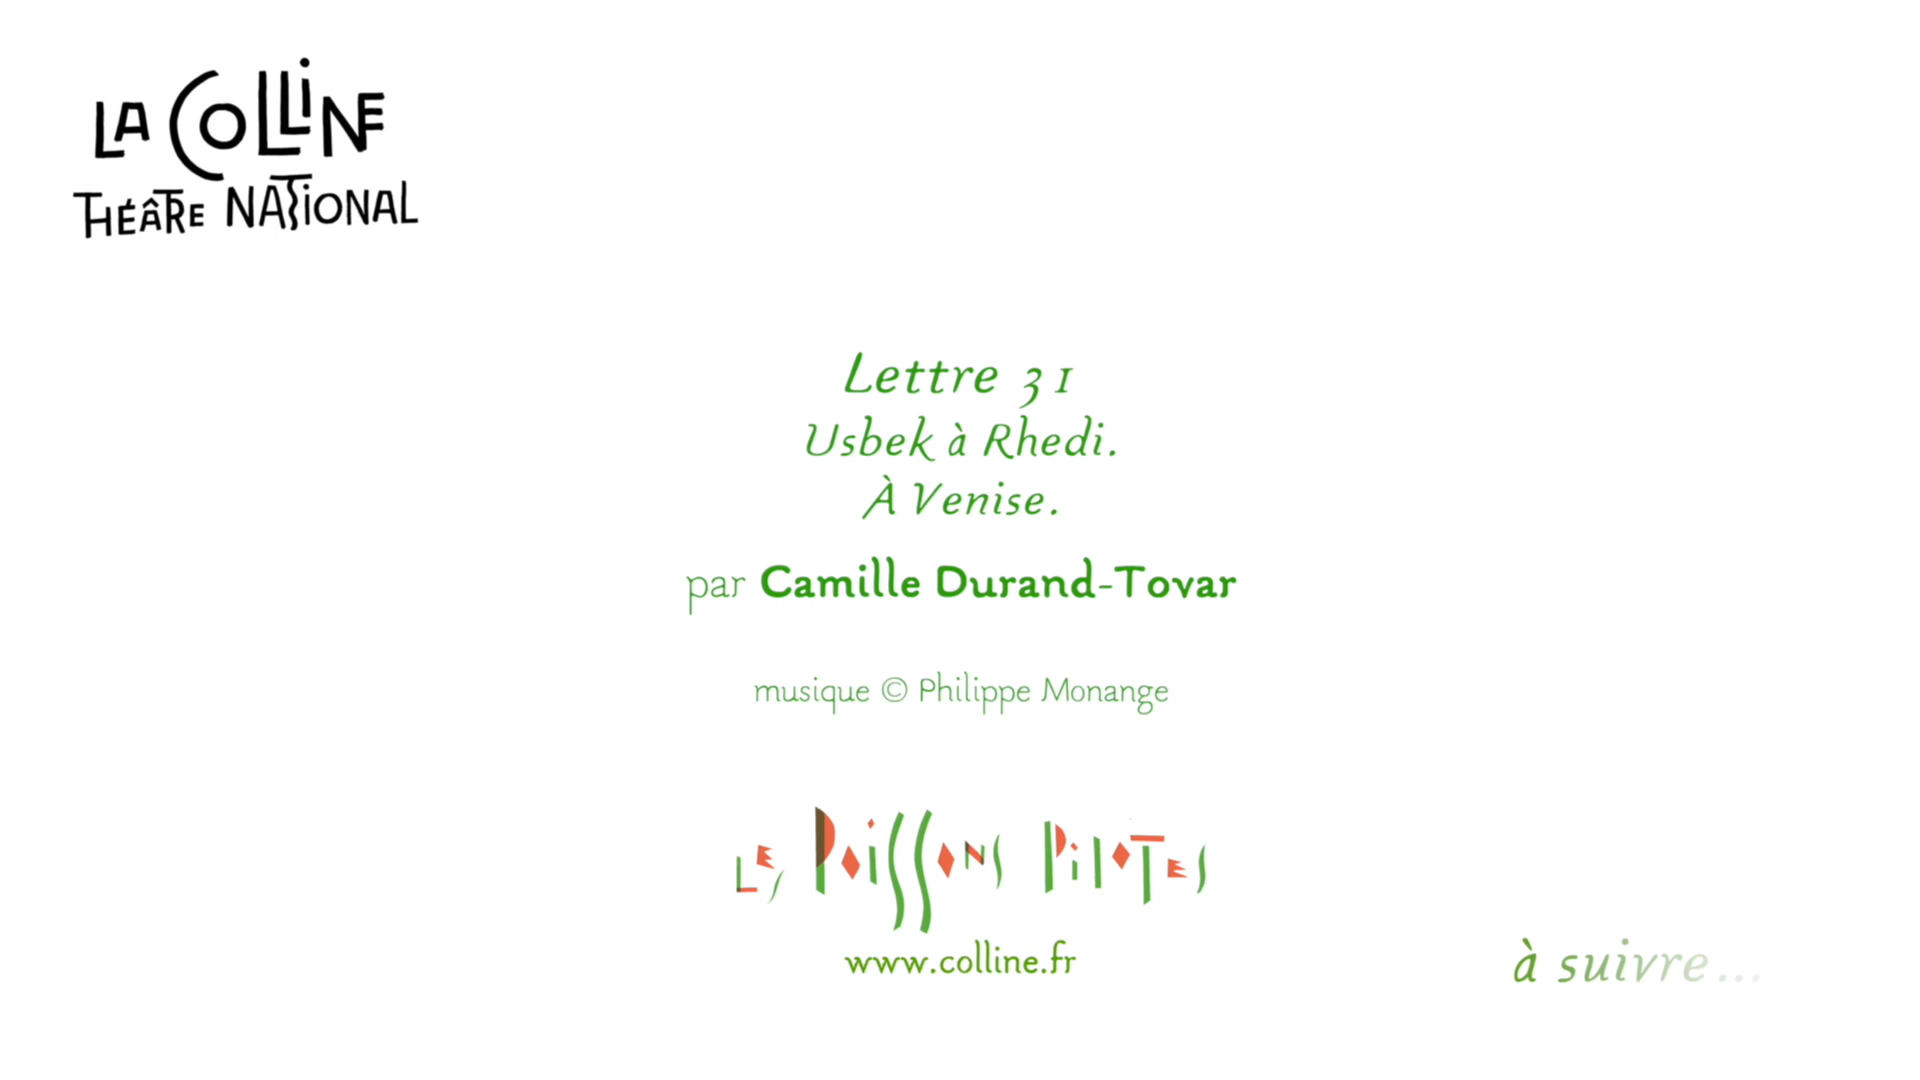 LA COLLINE
THÉÂTRE NATIONAL
Lettre 31
Usbek à Rhedi.
À Venise.
par Camille Durand-Tovar
musique © Philippe Monange
LES POISSONS PILOTES
www.colline.fr
à suivre...